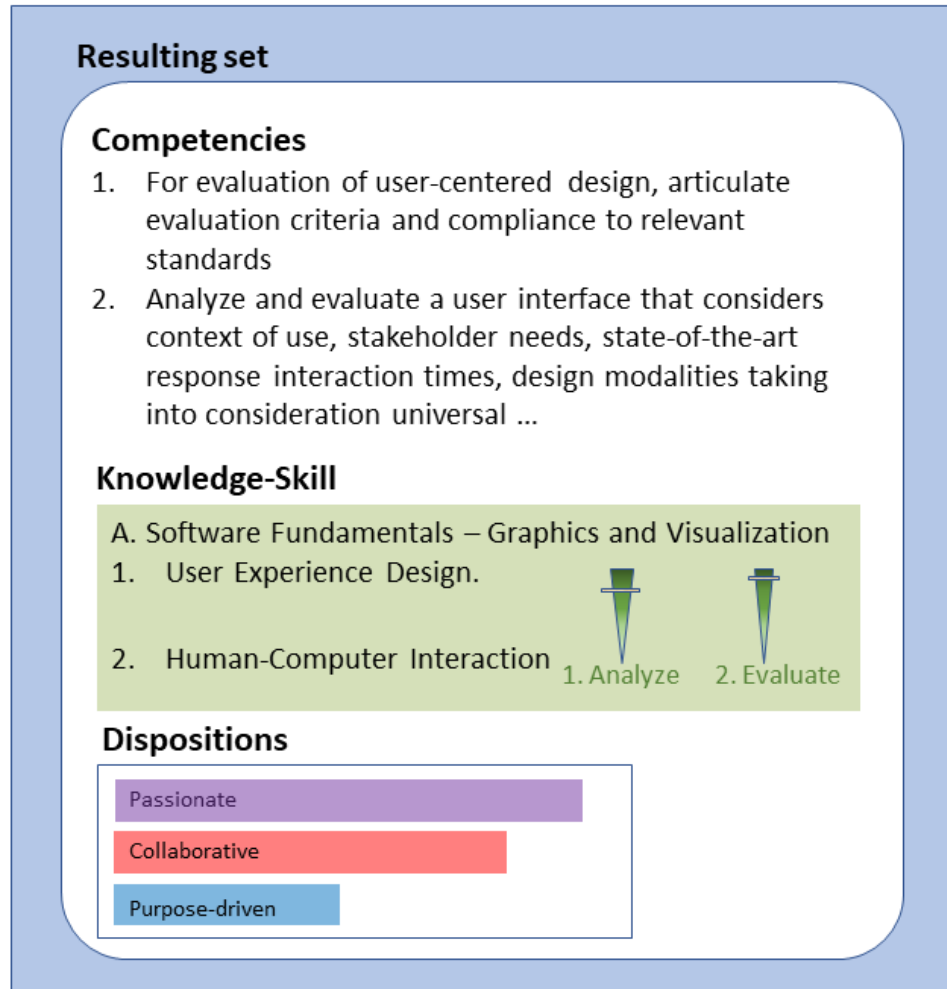 Resulting set
Competencies
1. For evaluation of user-centered design, articulate
evaluation criteria and compliance to relevant
standards
2. Analyze and evaluate a user interface that considers
context of use, stakeholder needs, state-of-the-art
response interaction times, design modalities taking
into consideration universal ...
Knowledge-Skill
A. Software Fundamentals – Graphics and Visualization
1. User Experience Design.
2. Human-Computer Interaction
1. Analyze 2. Evaluate
Dispositions
Passionate
Collaborative
Purpose-driven